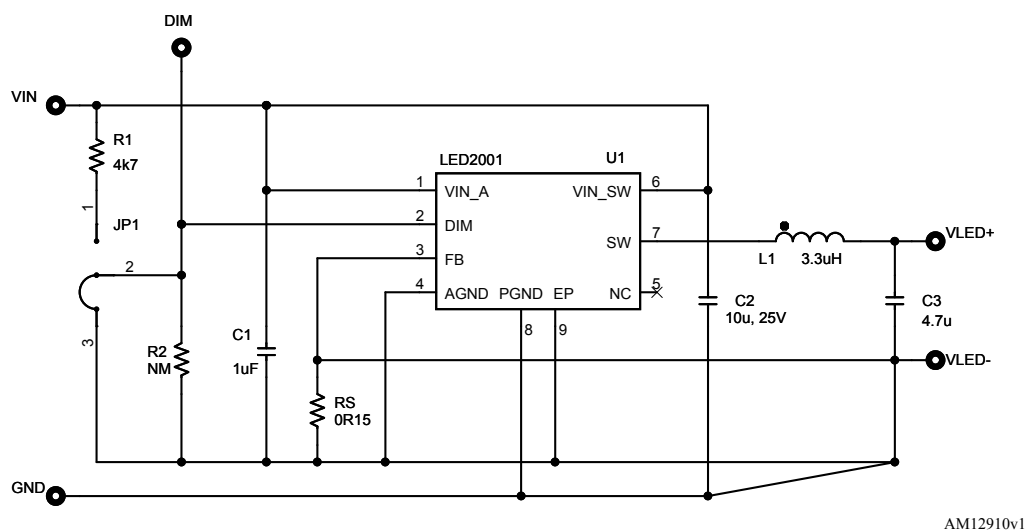 DIM
VIN
R1
4k7
1
JP1
2
3
R2
NM
C1
1uF
LED2001
U1
1
VIN_A
VIN_SW
6
2
DIM
SW
7
3
FB
4
AGND
PGND
EP
NC
5
8
9
RS
0R15
L1
3.3uH
C2
10u, 25V
C3
4.7u
VLED+
VLED-
GND
AM12910v1